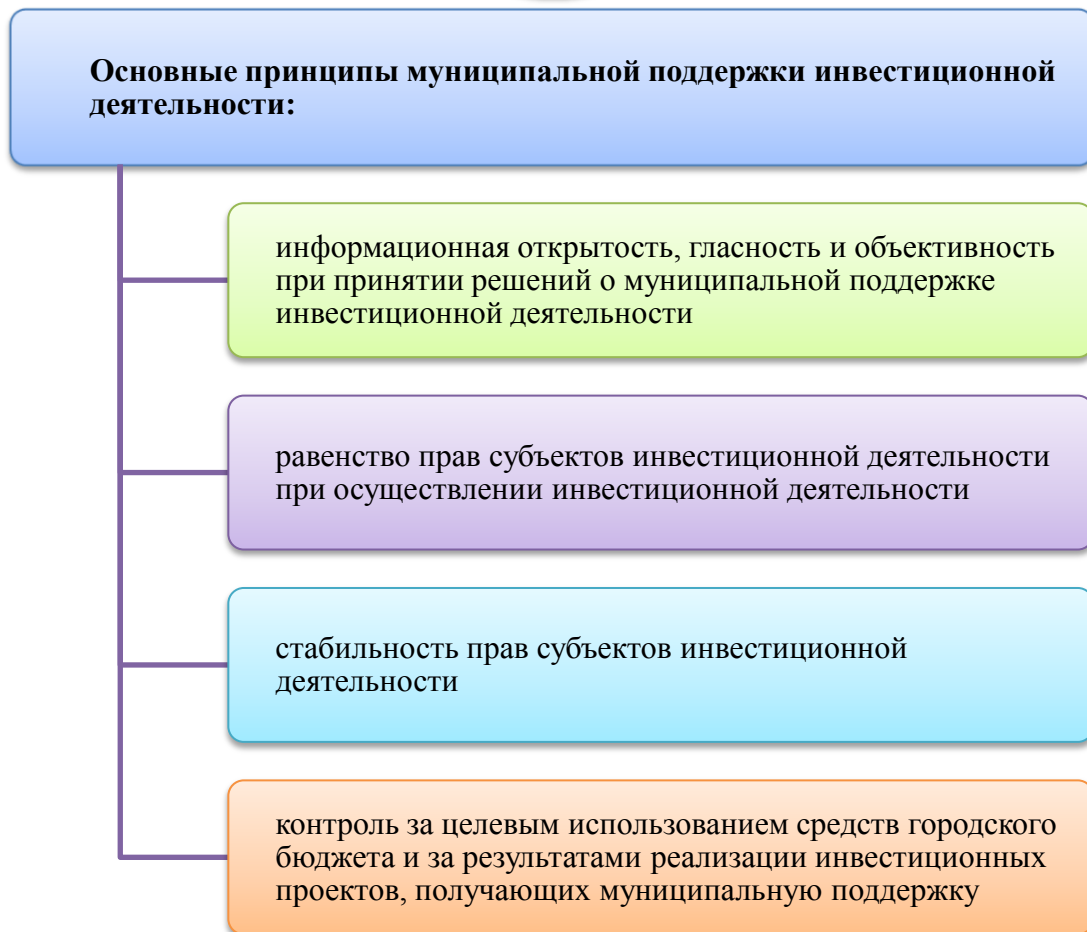 Основные принципы муниципальной поддержки инвестиционной
деятельности:
информационная открытость, гласность и объективность
при принятии решений о муниципальной поддержке
инвестиционной деятельности
равенство прав субъектов инвестиционной деятельности
при осуществлении инвестиционной деятельности
стабильность прав субъектов инвестиционной
деятельности
контроль за целевым использованием средств городского
бюджета и за результатами реализации инвестиционных
проектов, получающих муниципальную поддержку